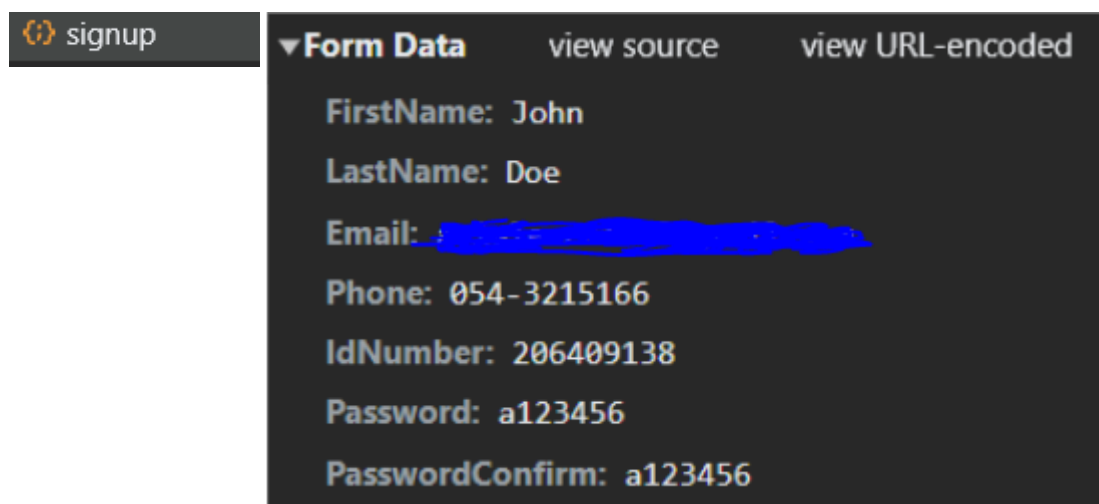 signup
Form Data view source view URL-encoded
FirstName: John
LastName: Doe
Email:
Phone: 054-3215166
IdNumber: 206409138
Password: a123456
PasswordConfirm: a123456